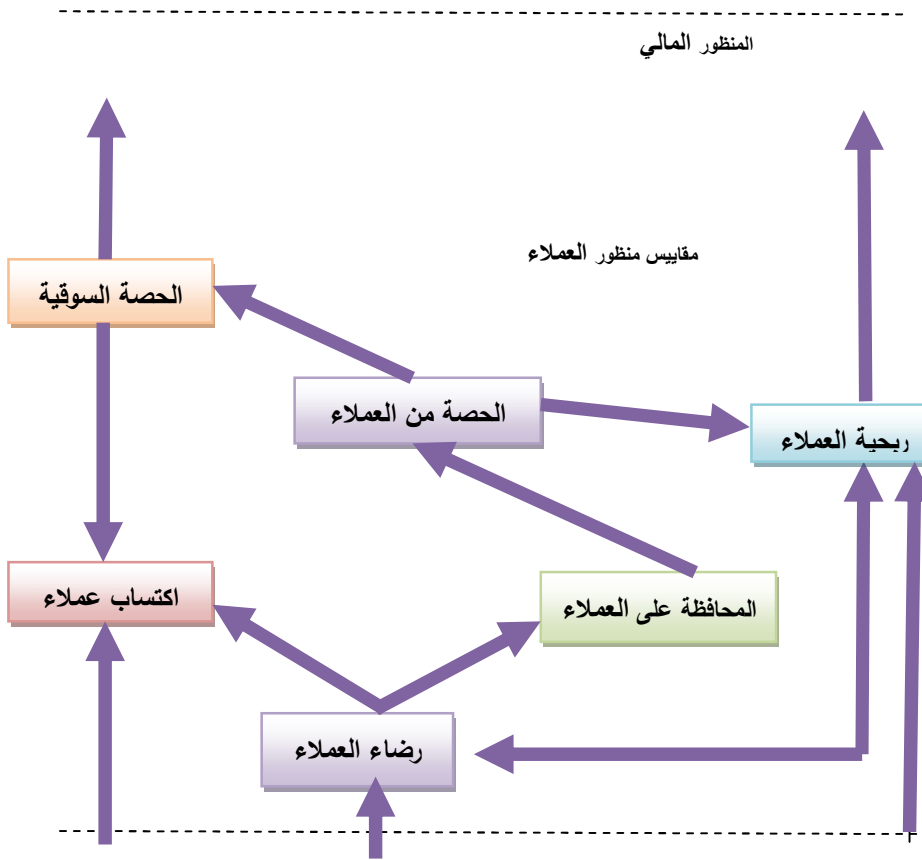 المنظور المالي
مقاييس منظور العملاء
الحصة السوقية
الحصة من العملاء
ربحية العملاء
اكتساب عملاء
المحافظة على العملاء
رضاء العملاء